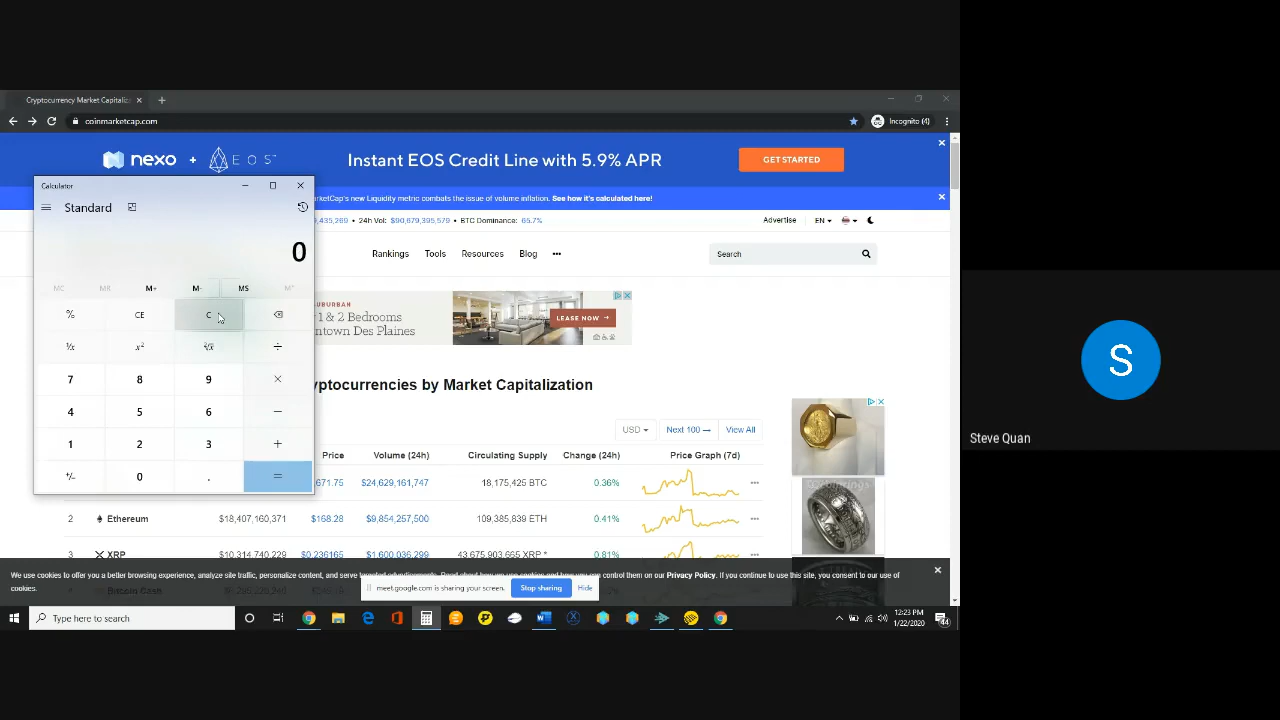 Cryptocurrency Market Capitaliz
coinmarketcap.com
Incognito (4)
nexo + EOS
Instant EOS Credit Line with 5.9% APR
GET STARTED
Calculator
Standard
arketCap's new Liquidity metric combats the issue of volume inflation. See how it's calculated here!
9,435,269 • 24h Vol: $90,679,395,579 • BTC Dominance: 65.7%
Advertise EN
Rankings Tools Resources Blog •••
Search
0
MC MR M+ M- MS
% CE C
7 8 9 ×
4 5 6 −
1 2 3 +
+/- 0 . =
SUBURBAN
1 & 2 Bedrooms
ntown Des Plaines
LEASE NOW →
yptocurrencies by Market Capitalization
USD Next 100 → View All
Price Volume (24h) Circulating Supply Change (24h) Price Graph (7d)
671.75 $24,629,161,747 18,175,425 BTC 0.36%
2 Ethereum $18,407,160,371 $168.28 $9,854,257,500 109,385,839 ETH 0.41%
3 XRP $10,314,740,229 $0.236165 $1,600,036,299 43,675,903,665 XRP * 0.81%
We use cookies to offer you a better browsing experience, analyze site traffic, personalize content, and serve
control them on our Privacy Policy. If you continue to use this site, you consent to our use of
cookies.
Bitcoin Cash
meet.google.com is sharing your screen. Stop sharing Hide
Type here to search
12:23 PM
1/22/2020
44
S
Steve Quan